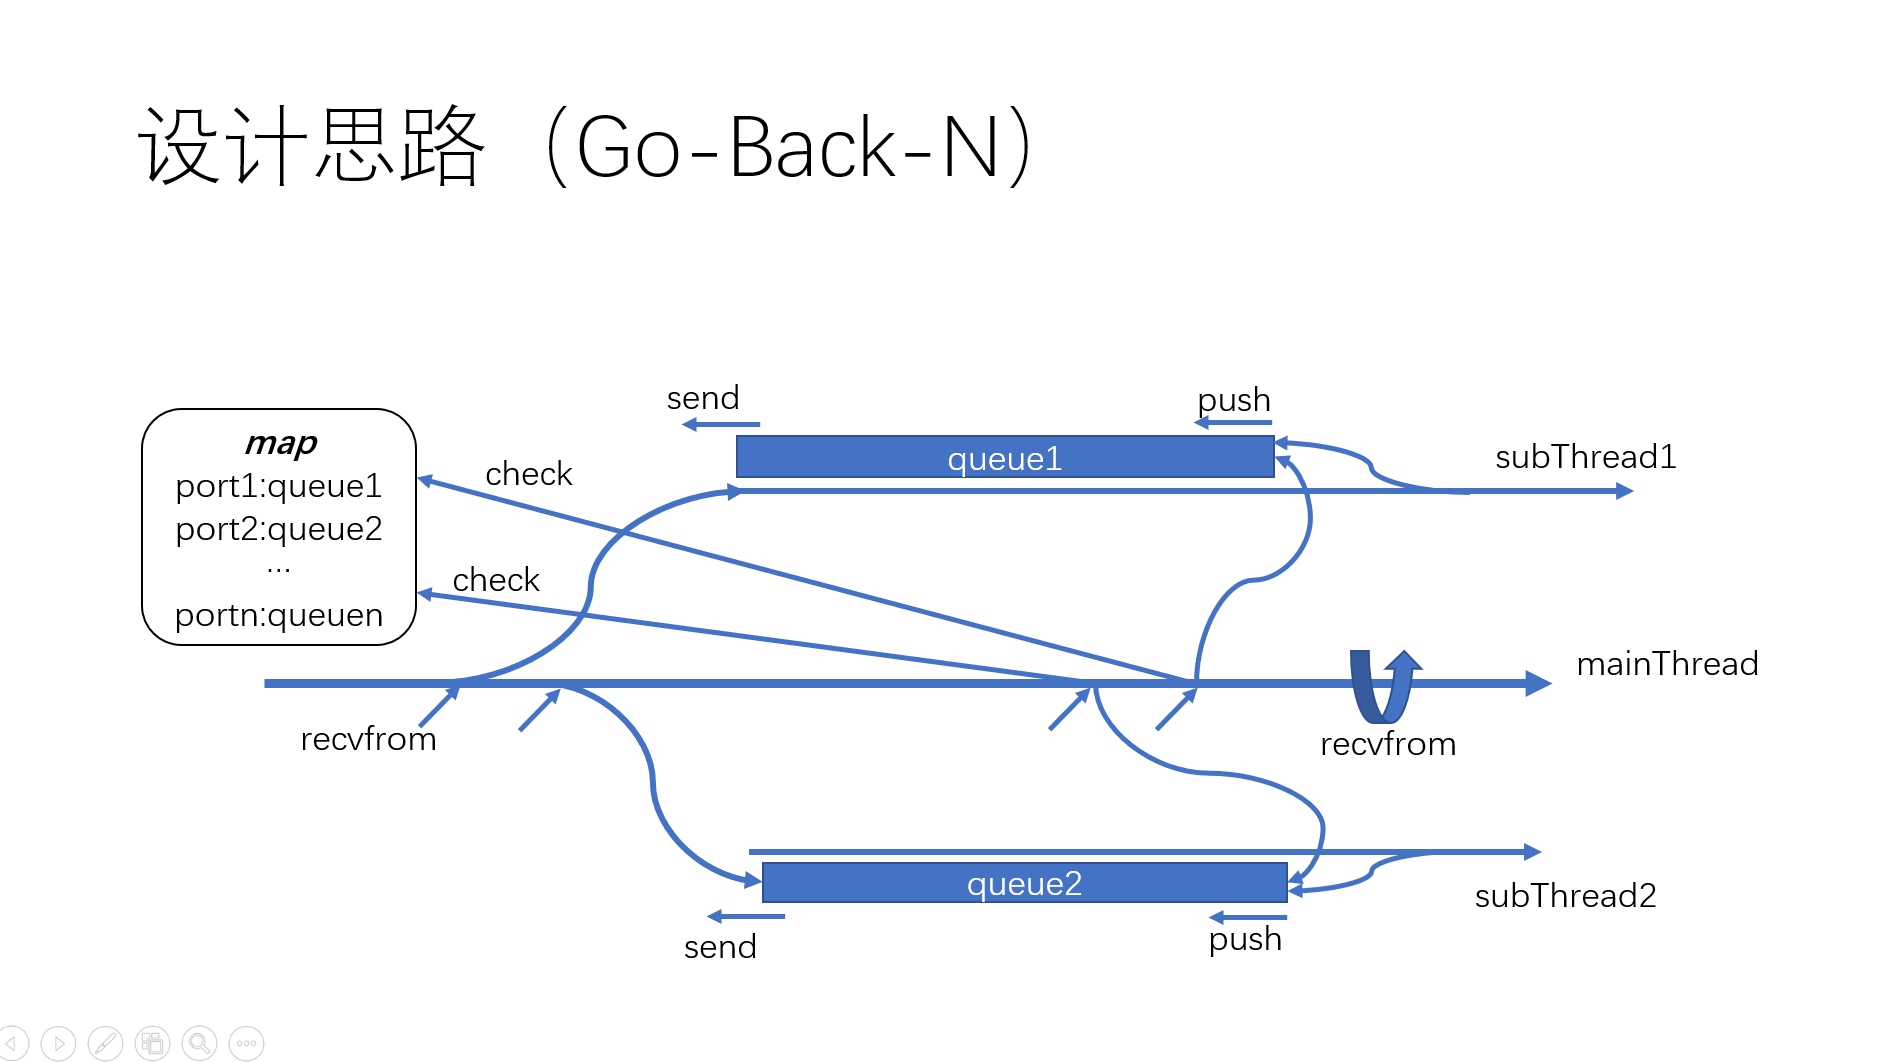 设计思路（Go-Back-N）
send
push
map
port1:queue1
port2:queue2
...
portn:queuen
check
check
queue1
subThread1
mainThread
recvfrom
recvfrom
queue2
subThread2
send
push